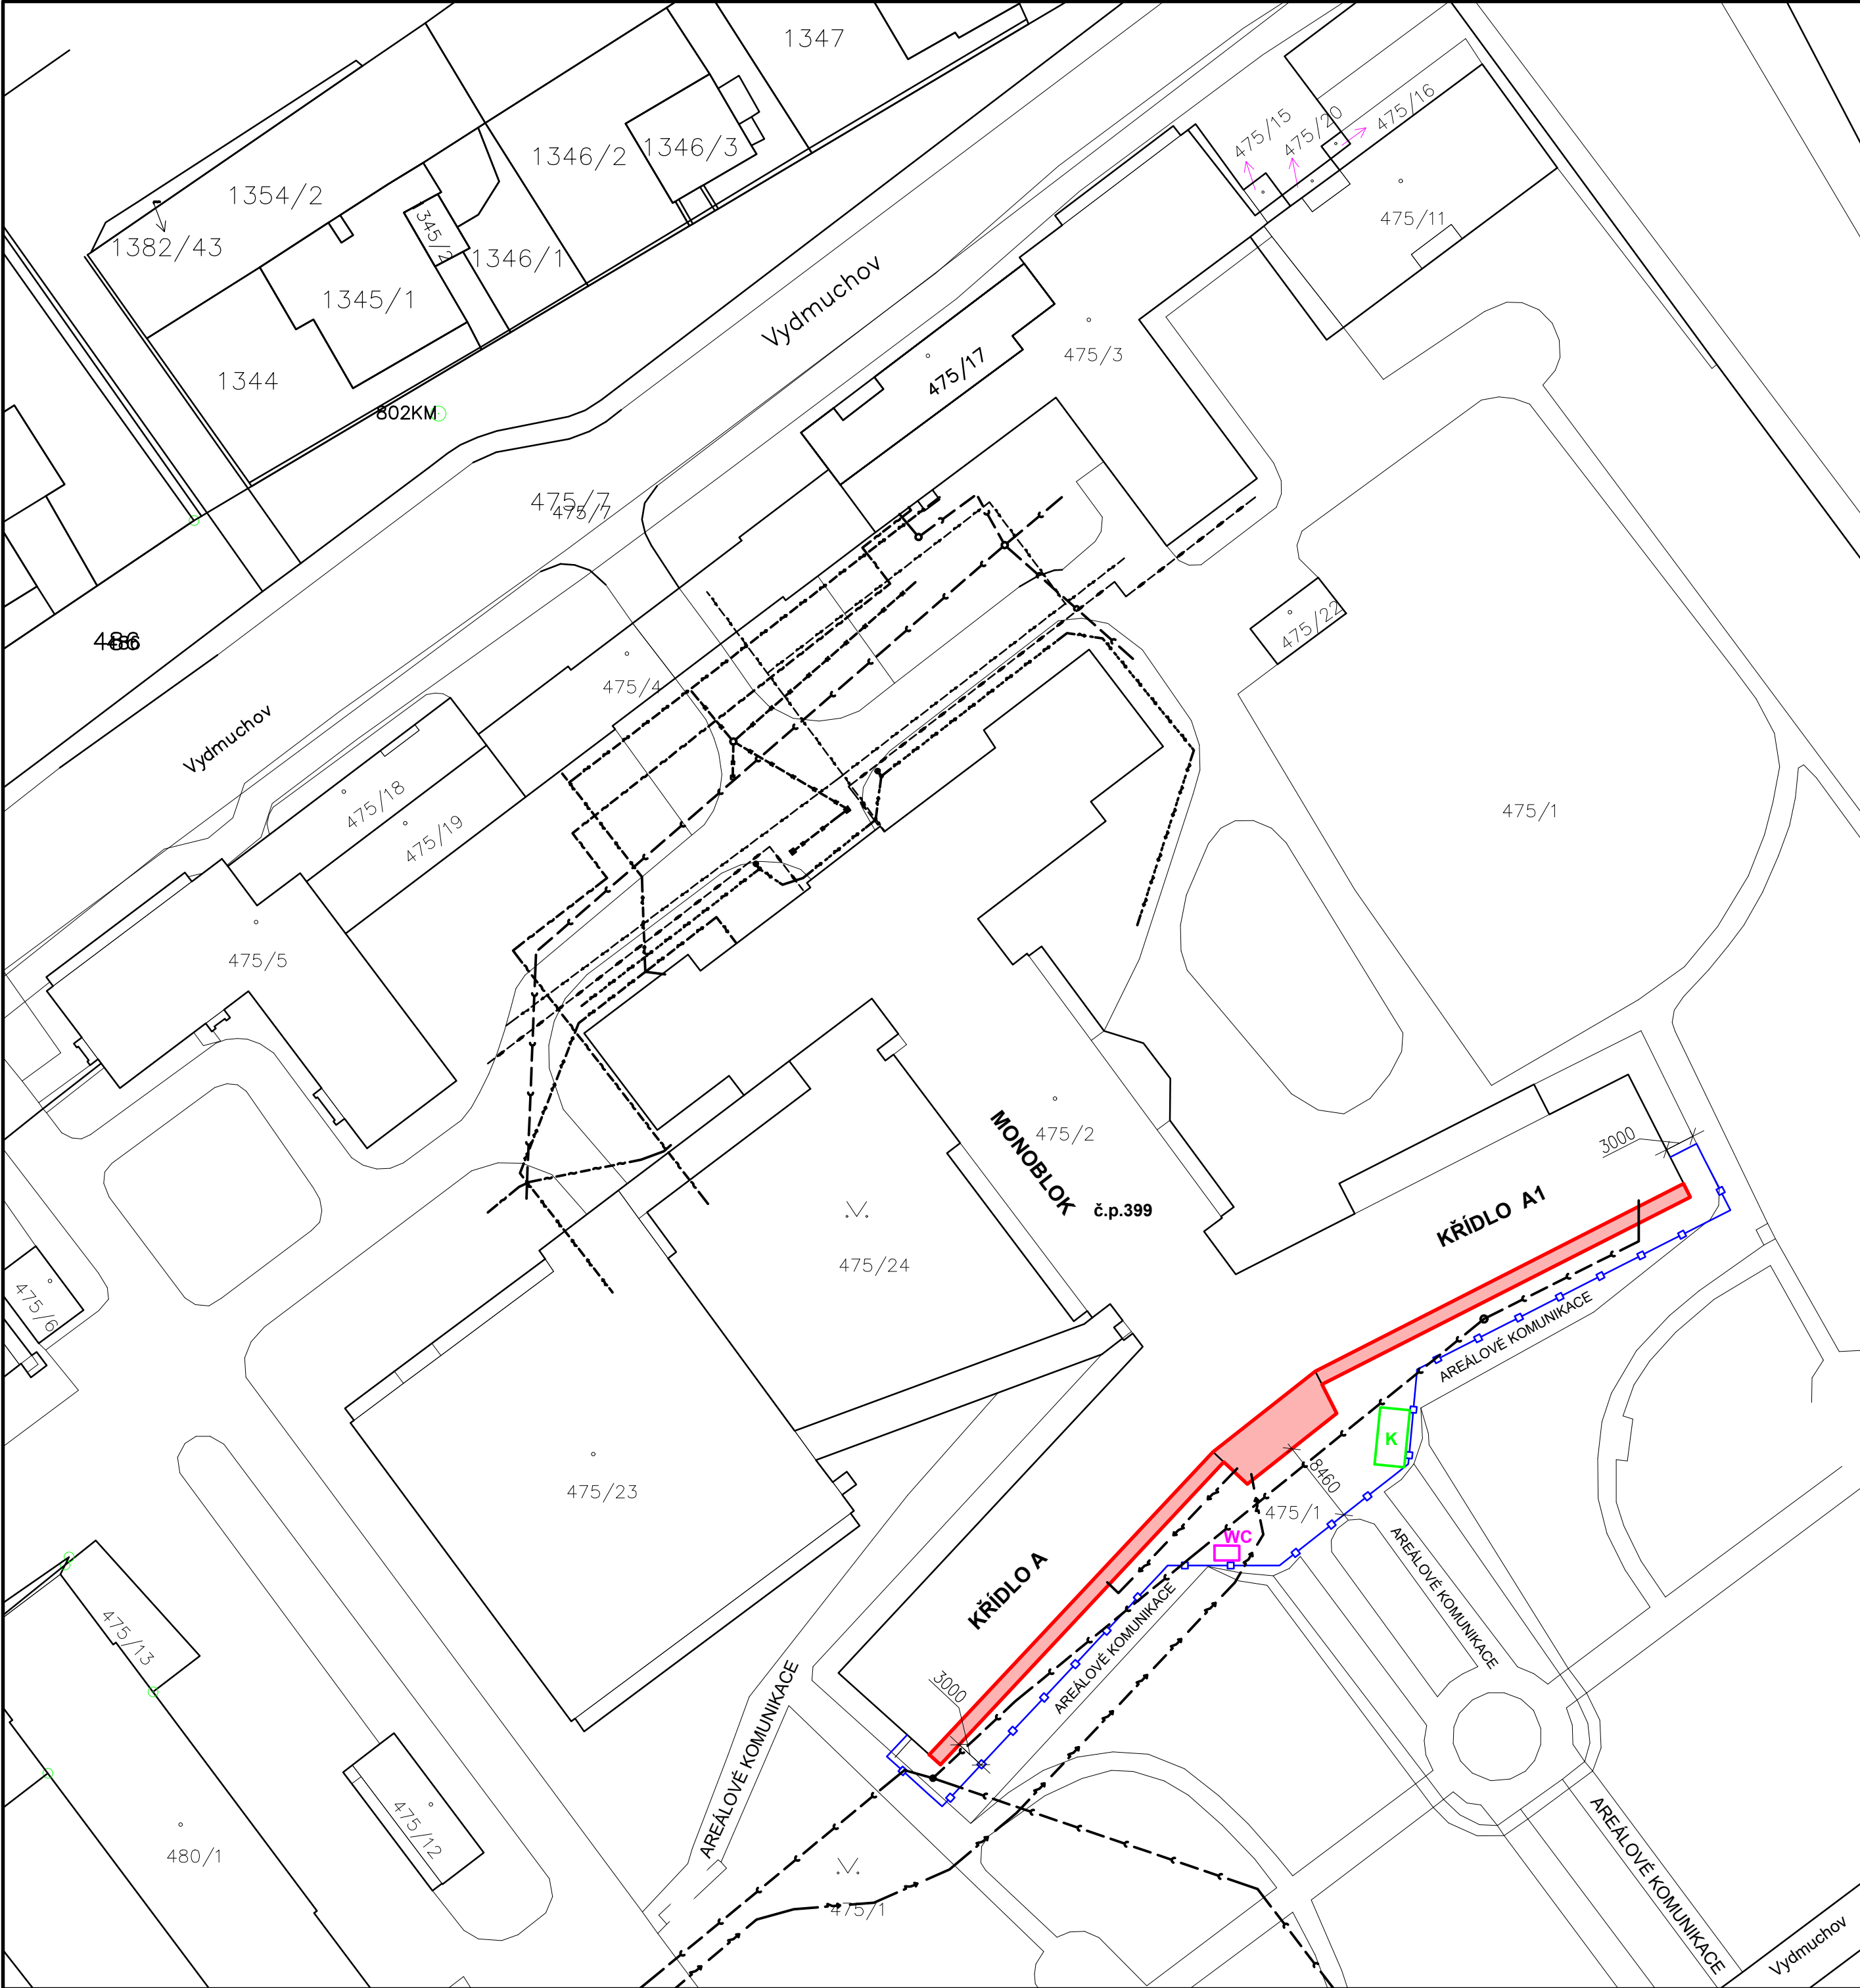 1347
475/15
475/20
475/16
1346/2
1346/3
1354/2
475/11
345/2
1382/43
1346/1
1345/1
Vydmuchov
475/3
475/17
1344
802KM
475/7
475/7
475/22
486
486
475/4
Vydmuchov
475/18
475/1
475/19
475/5
MONOBLOK
475/2
3000
č.p.399
KŘÍDLO A1
475/24
475/6
AREÁLOVÉ KOMUNIKACE
K
8460
475/23
475/1
WC
AREÁLOVÉ KOMUNIKACE
KŘÍDLO A
475/13
AREÁLOVÉ KOMUNIKACE
3000
AREÁLOVÉ KOMUNIKACE
475/12
480/1
AREÁLOVÉ KOMUNIKACE
475/1
Vydmuchov